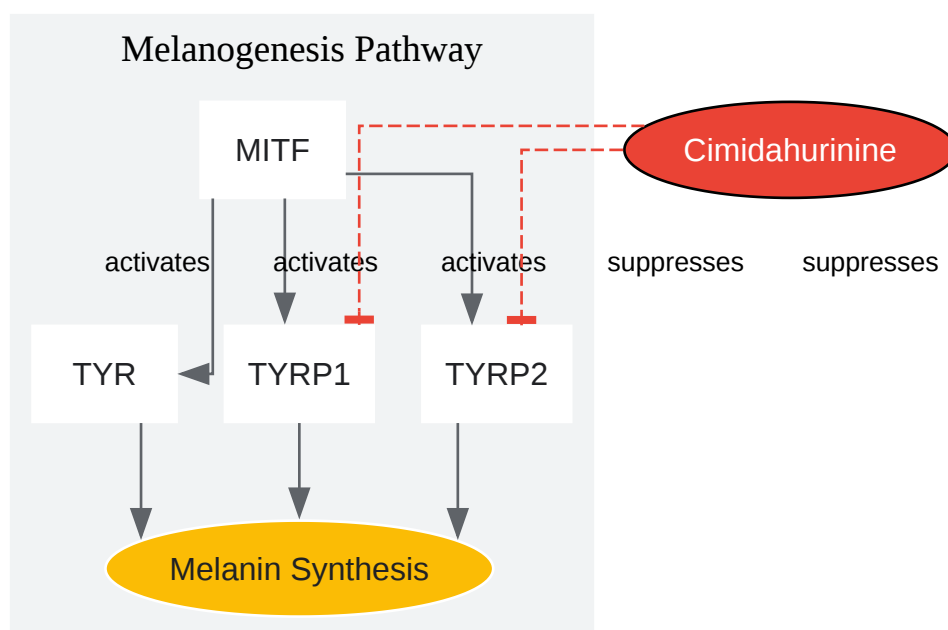 Melanogenesis Pathway
MITF
Cimidahurinine
activates activates activates suppresses suppresses
TYR TYRP1 TYRP2
Melanin Synthesis